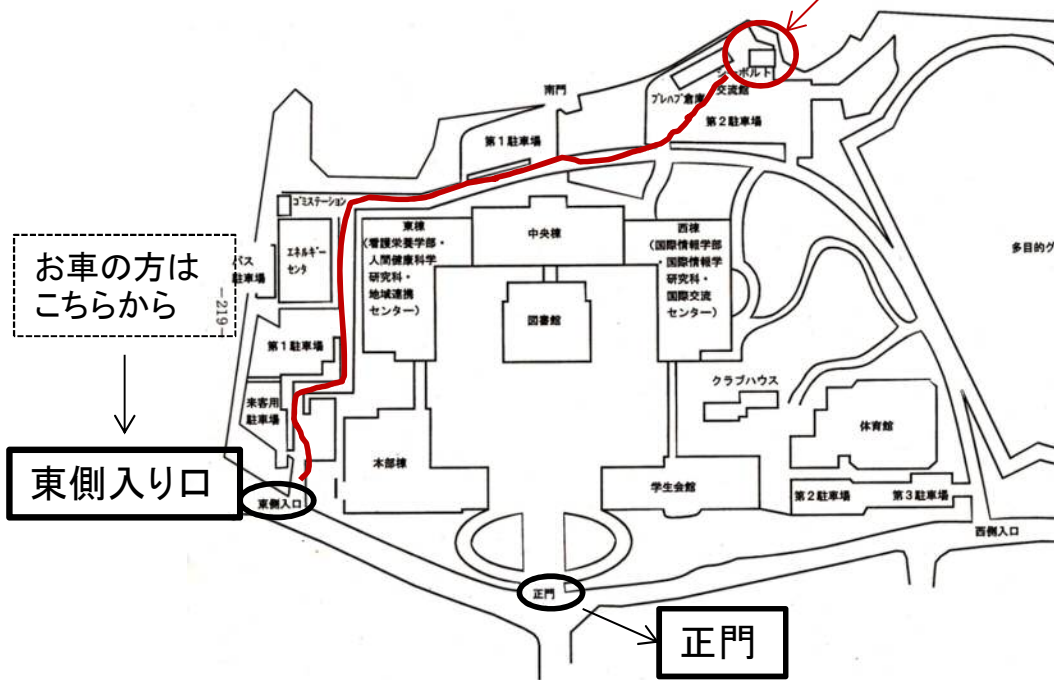 シーボルト
交流館
プレハブ倉庫
第２駐車場
南門
第１駐車場
ゴミステーション
エネルギー
センタ
バス
駐車場
お車の方は
こちらから
－219－
東棟
（看護栄養学部・
人間健康科学
研究科・
地域連携
センター）
中央棟
西棟
（国際情報学部
・国際情報学
研究科・
国際交流
センター）
図書館
多目的グ
第１駐車場
来客用
駐車場
クラブハウス
体育館
東側入り口
本部棟
学生会館
第２駐車場
第３駐車場
東側入口
西側入口
正門
正門